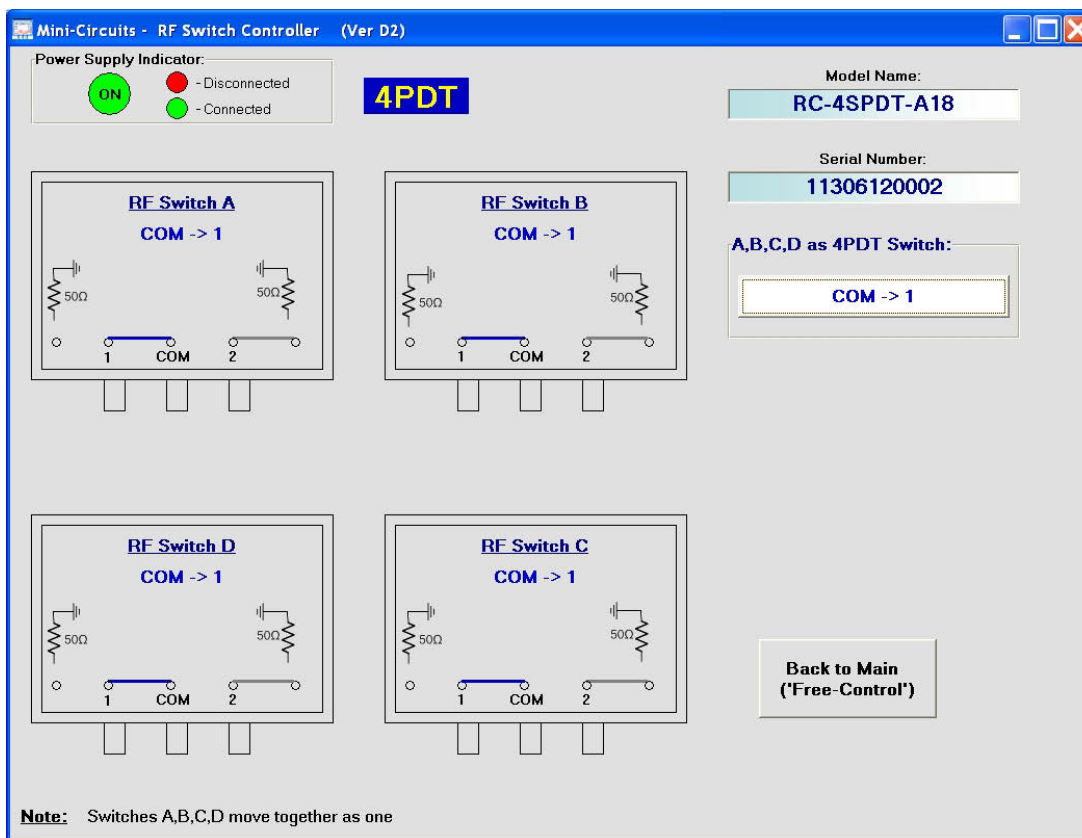 Mini-Circuits - RF Switch Controller (Ver D2)
Power Supply Indicator:
ON
- Disconnected
- Connected
4PDT
Model Name:
RC-4SPDT-A18
Serial Number:
11306120002
A,B,C,D as 4PDT Switch:
COM -> 1
RF Switch A
COM -> 1
50Ω 50Ω
1 COM 2
RF Switch B
COM -> 1
50Ω 50Ω
1 COM 2
RF Switch D
COM -> 1
50Ω 50Ω
1 COM 2
RF Switch C
COM -> 1
50Ω 50Ω
1 COM 2
Back to Main
('Free-Control')
Note: Switches A,B,C,D move together as one